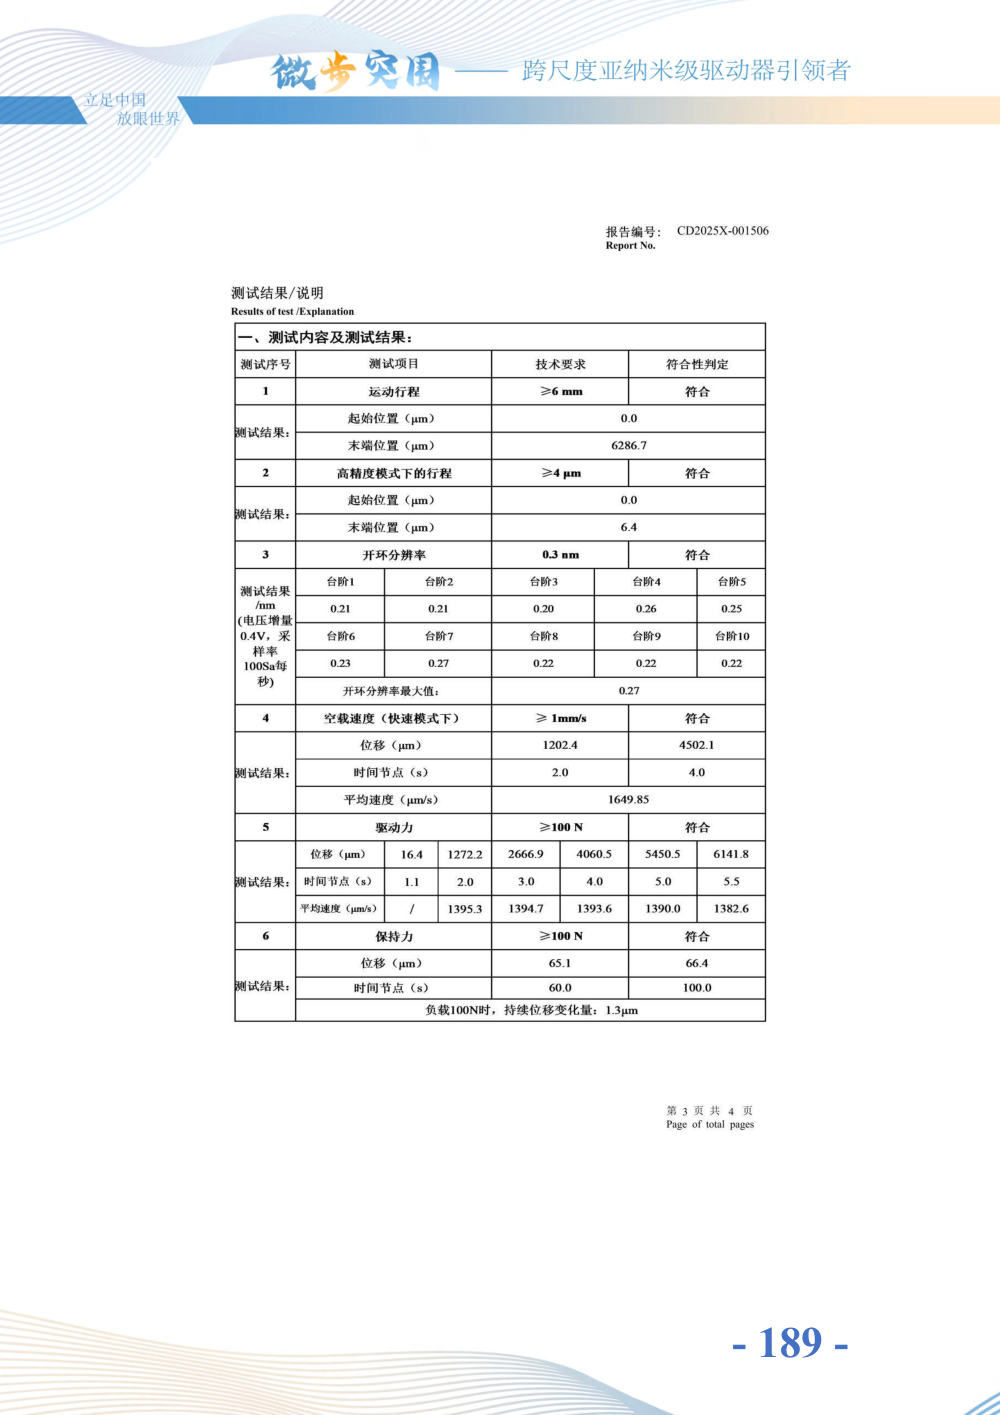 微步突围 —— 跨尺度亚纳米级驱动器引领者
立足中国
放眼世界
报告编号： CD2025X-001506
Report No.
测试结果/说明
Results of test /Explanation
一、测试内容及测试结果：
测试序号 测试项目 技术要求 符合性判定
1 运动行程 ≥6 mm 符合
测试结果： 起始位置（μm） 0.0
末端位置（μm） 6286.7
2 高精度模式下的行程 ≥4 μm 符合
测试结果： 起始位置（μm） 0.0
末端位置（μm） 6.4
3 开环分辨率 0.3 nm 符合
测试结果
/nm
(电压增量
0.4V，采
样率
100Sa每
秒)
台阶1 台阶2 台阶3 台阶4 台阶5
0.21 0.21 0.20 0.26 0.25
台阶6 台阶7 台阶8 台阶9 台阶10
0.23 0.27 0.22 0.22 0.22
开环分辨率最大值： 0.27
4 空载速度（快速模式下） ≥ 1mm/s 符合
测试结果： 位移（μm） 1202.4 4502.1
时间节点（s） 2.0 4.0
平均速度（μm/s） 1649.85
5 驱动力 ≥100 N 符合
测试结果： 位移（μm） 16.4 1272.2 2666.9 4060.5 5450.5 6141.8
时间节点（s） 1.1 2.0 3.0 4.0 5.0 5.5
平均速度（μm/s） / 1395.3 1394.7 1393.6 1390.0 1382.6
6 保持力 ≥100 N 符合
测试结果： 位移（μm） 65.1 66.4
时间节点（s） 60.0 100.0
负载100N时，持续位移变化量：1.3μm
第 3 页 共 4 页
Page of total pages
- 189 -